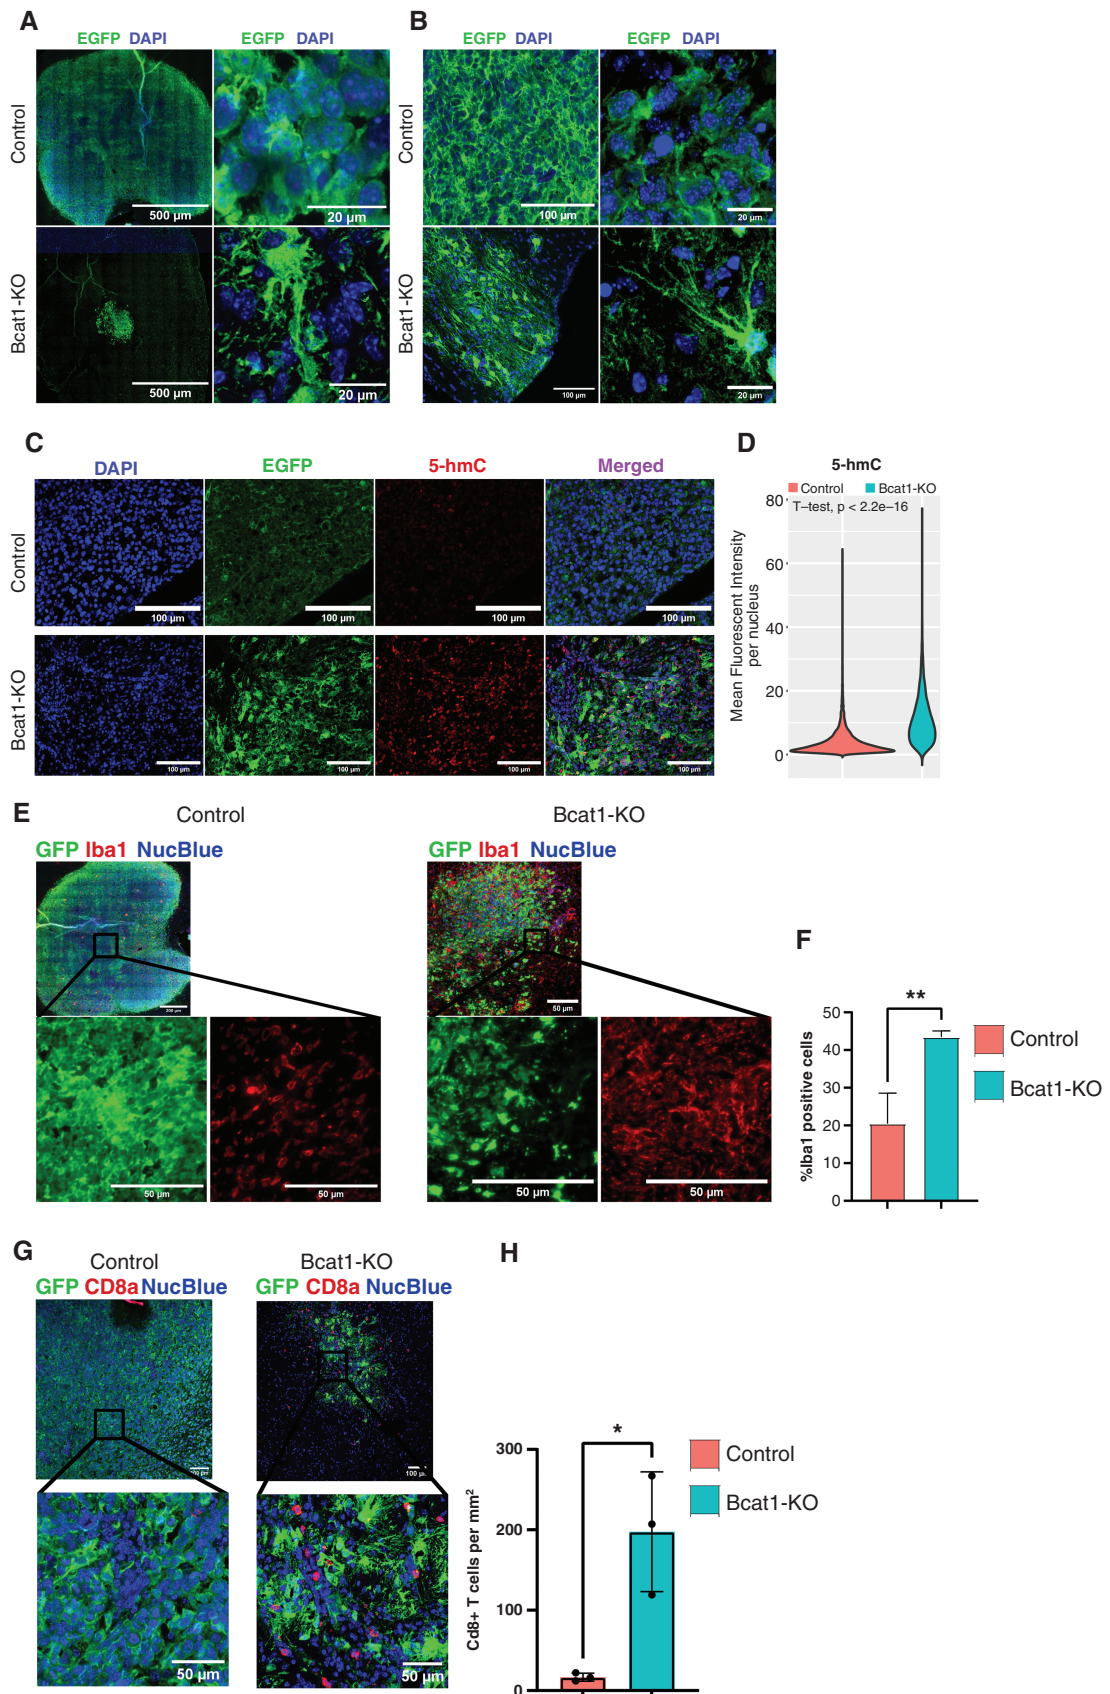 A
B
EGFP DAPI
EGFP DAPI
EGFP DAPI
EGFP DAPI
Control
500 µm
20 µm
Control
100 µm
20 µm
Bcat1-KO
500 µm
20 µm
Bcat1-KO
100 µm
20 µm
C
DAPI
EGFP
5-hmC
Merged
Control
100 µm
100 µm
100 µm
100 µm
Bcat1-KO
100 µm
100 µm
100 µm
100 µm
D
5-hmC
Control
Bcat1-KO
T-test, p < 2.2e-16
Mean Fluorescent Intensity
per nucleus
80
60
40
20
0
E
Control
Bcat1-KO
GFP Iba1 NucBlue
GFP Iba1 NucBlue
200 µm
50 µm
50 µm
50 µm
50 µm
50 µm
F
**
%Iba1 positive cells
50
40
30
20
10
0
Control
Bcat1-KO
G
Control
Bcat1-KO
GFP CD8a NucBlue
GFP CD8a NucBlue
100 µm
50 µm
50 µm
H
*
Cd8+ T cells per mm²
300
200
100
0
Control
Bcat1-KO